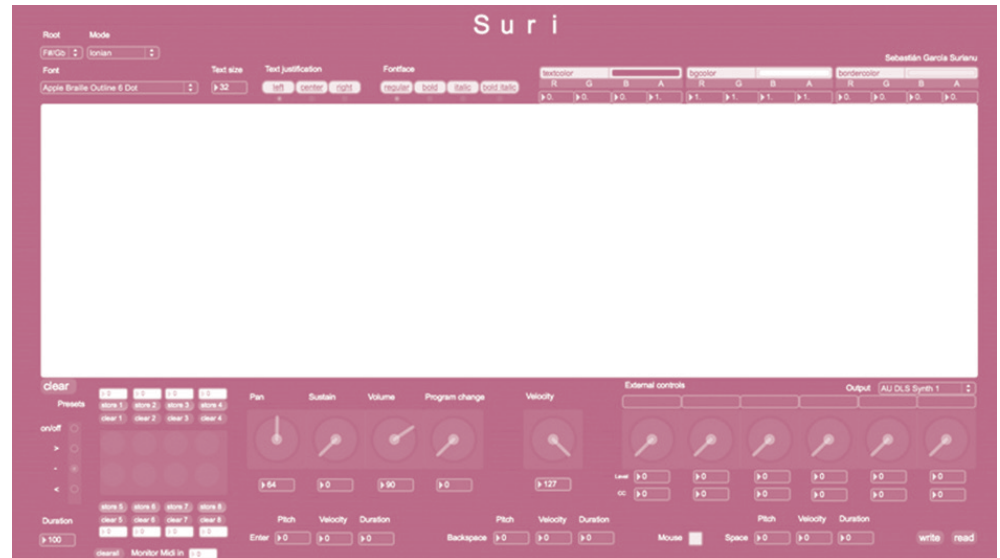 Suri
Root Mode
F#/Gb Ionian
Sebastián García Surianu
Font Text size Text justification Fontface
Apple Braille Outline 6 Dot 32 left center right regular bold italic bold italic
textcolor bgcolor bordercolor
R G B A R G B A R G B A
0. 0. 0. 1. 1. 1. 1. 1. 0. 0. 0. 0.
clear
External controls
Output AU DLS Synth 1
Presets
store 1 store 2 store 3 store 4
clear 1 clear 2 clear 3 clear 4
Pan Sustain Volume Program change Velocity
on/off
>
-
<
64 0 90 0 127
Level 0 0 0 0 0 0
CC 0 0 0 0 0 0
store 5 store 6 store 7 store 8
clear 5 clear 6 clear 7 clear 8
Duration
100
Pitch Velocity Duration Pitch Velocity Duration Pitch Velocity Duration
Enter 0 0 0 Backspace 0 0 0 Mouse Space 0 0 0 write read
clearall Monitor Midi in 0